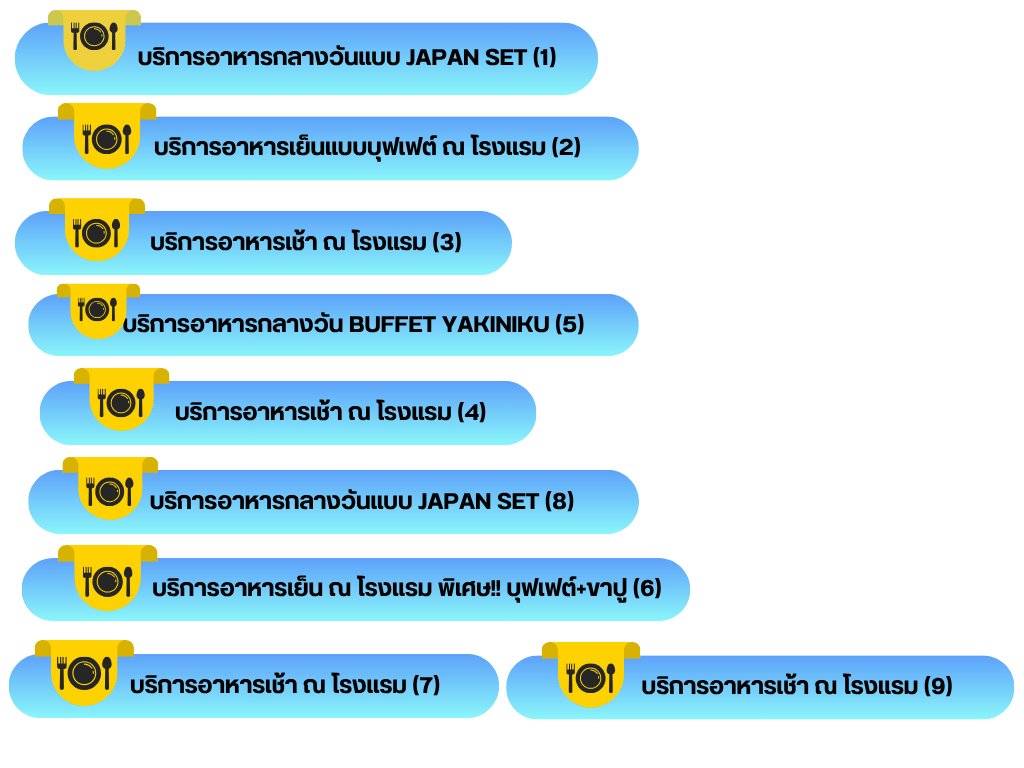 บริการอาหารกลางวันแบบ JAPAN SET (1)
บริการอาหารเย็นแบบบุฟเฟต์ ณ โรงแรม (2)
บริการอาหารเช้า ณ โรงแรม (3)
บริการอาหารกลางวัน BUFFET YAKINIKU (5)
บริการอาหารเช้า ณ โรงแรม (4)
บริการอาหารกลางวันแบบ JAPAN SET (8)
บริการอาหารเย็น ณ โรงแรม พิเศษ!! บุฟเฟต์+ขาปู (6)
บริการอาหารเช้า ณ โรงแรม (7)
บริการอาหารเช้า ณ โรงแรม (9)